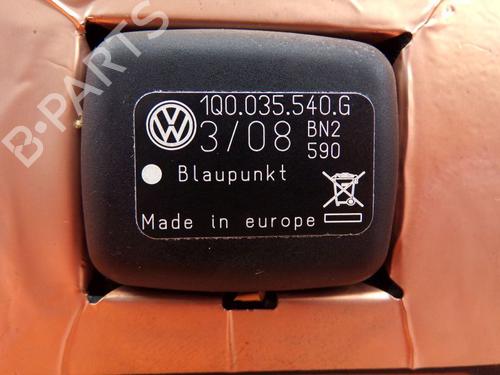 B-PARTS
1Q0.035.540.G
3/08 BN2
590
Blaupunkt
Made in europe